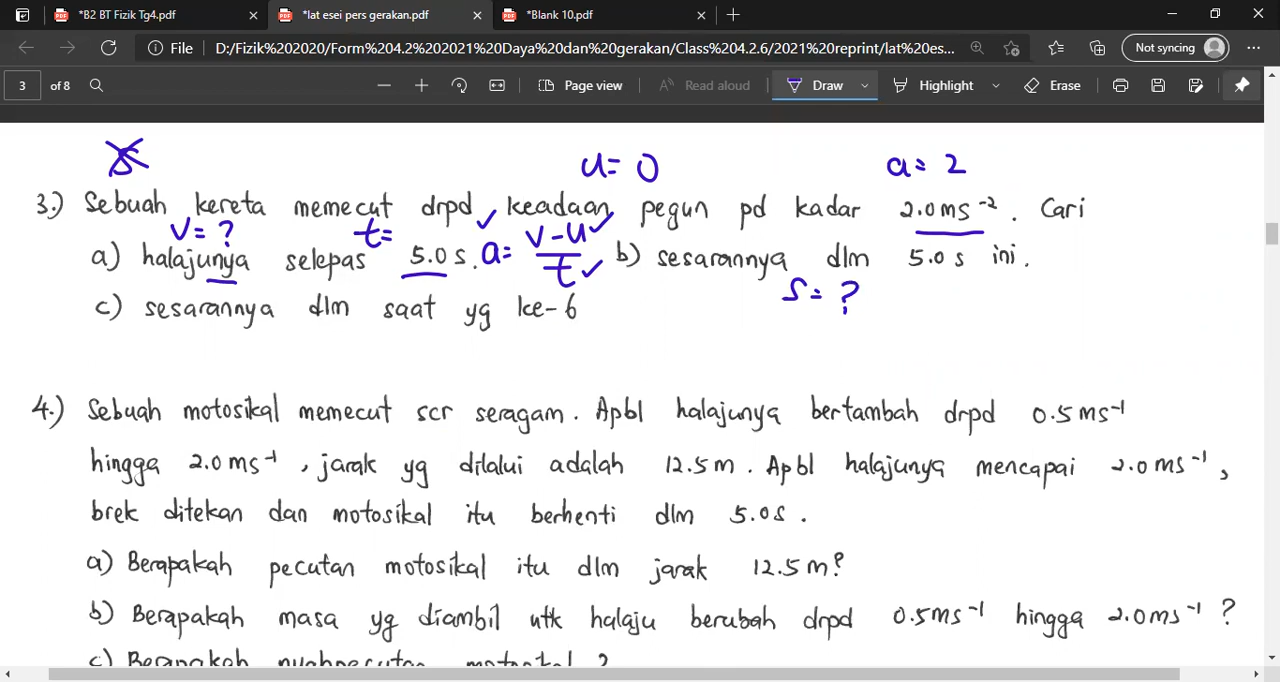 *B2 BT Fizik Tg4.pdf
*lat esei pers gerakan.pdf
*Blank 10.pdf
File
D:/Fizik%202020/Form%204.2%202021%20Daya%20dan%20gerakan/Class%204.2.6/2021%20reprint/lat%20es...
Not syncing
3 of 8
Page view
Read aloud
Draw
Highlight
Erase
u= 0 a= 2
3.) Sebuah kereta memecut drpd keadaan pegun pd kadar 2.0 ms⁻². Cari
v= ? t= a= v-u/t
a) halajunya selepas 5.0 s. b) sesarannya dlm 5.0 s ini.
s= ?
c) sesarannya dlm saat yg ke-6
4.) Sebuah motosikal memecut scr seragam. Apbl halajunya bertambah drpd 0.5 ms⁻¹
hingga 2.0 ms⁻¹, jarak yg dilalui adalah 12.5 m. Apbl halajunya mencapai 2.0 ms⁻¹,
brek ditekan dan motosikal itu berhenti dlm 5.0 s.
a) Berapakah pecutan motosikal itu dlm jarak 12.5 m?
b) Berapakah masa yg diambil utk halaju berubah drpd 0.5 ms⁻¹ hingga 2.0 ms⁻¹ ?
c) Berapakah nyahpecutan motosikal ?